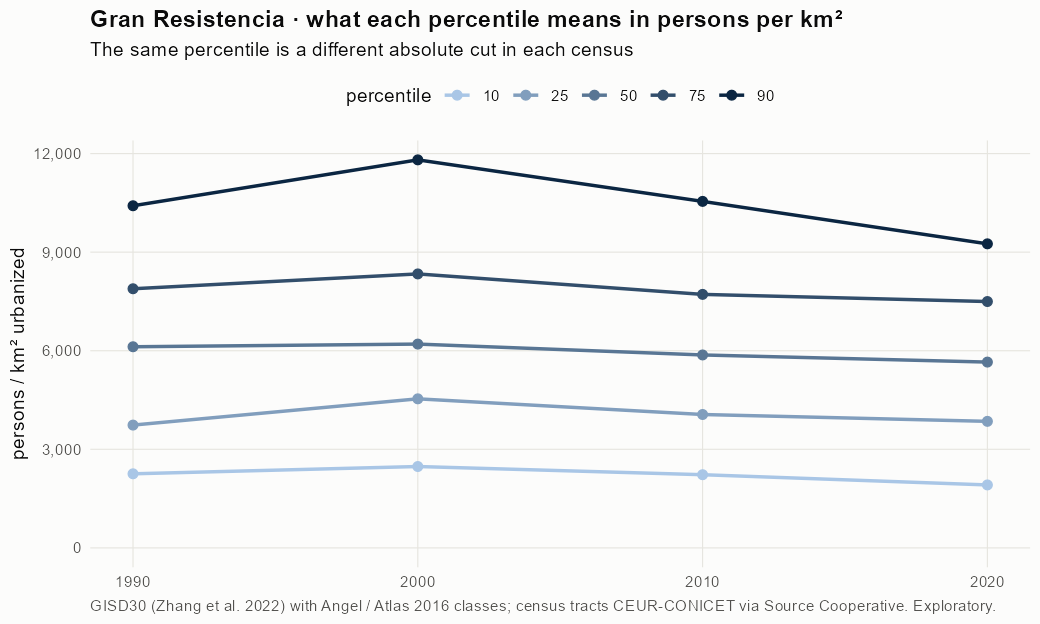 Gran Resistencia · what each percentile means in persons per km²
The same percentile is a different absolute cut in each census
percentile 10 25 50 75 90
12,000
9,000
6,000
3,000
0
persons / km² urbanized
1990 2000 2010 2020
GISD30 (Zhang et al. 2022) with Angel / Atlas 2016 classes; census tracts CEUR-CONICET via Source Cooperative. Exploratory.